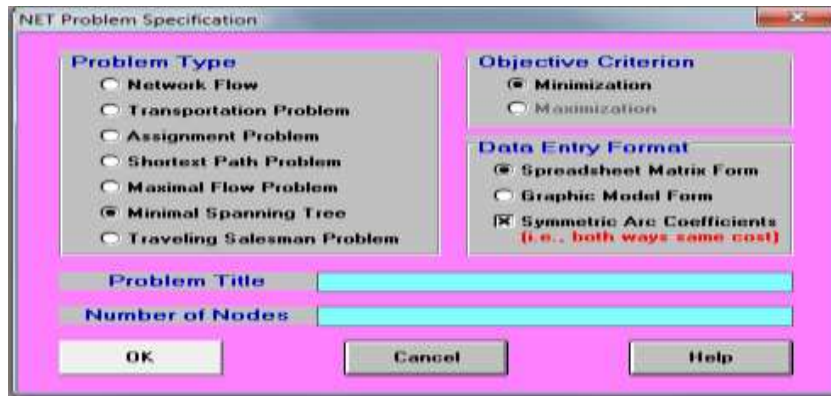 NET Problem Specification
Problem Type
Network Flow
Transportation Problem
Assignment Problem
Shortest Path Problem
Maximal Flow Problem
Minimal Spanning Tree
Traveling Salesman Problem
Objective Criterion
Minimization
Maximization
Data Entry Format
Spreadsheet Matrix Form
Graphic Model Form
Symmetric Arc Coefficients
(i.e., both ways same cost)
Problem Title
Number of Nodes
OK Cancel Help